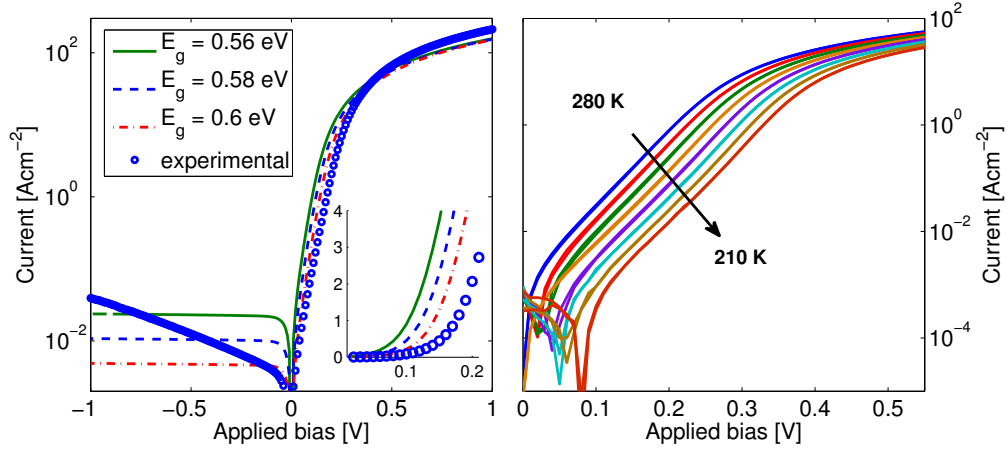 E_g = 0.56 eV
E_g = 0.58 eV
E_g = 0.6 eV
experimental
10^2
10^0
10^−2
Current [Acm^−2]
−1
−0.5
0
0.5
1
Applied bias [V]
4
3
2
1
0
0.1
0.2
280 K
210 K
10^2
10^0
10^−2
10^−4
Current [Acm^−2]
0
0.1
0.2
0.3
0.4
0.5
Applied bias [V]